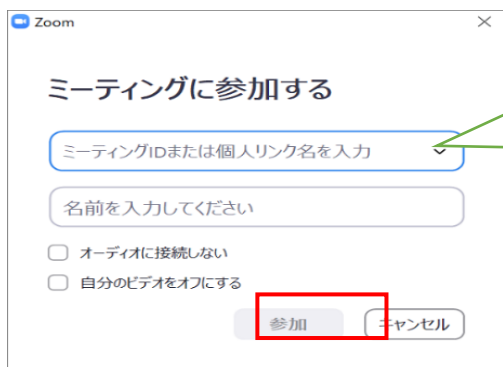 Zoom
ミーティングに参加する
ミーティングIDまたは個人リンク名を入力
名前を入力してください
オーディオに接続しない
自分のビデオをオフにする
参加 キャンセル